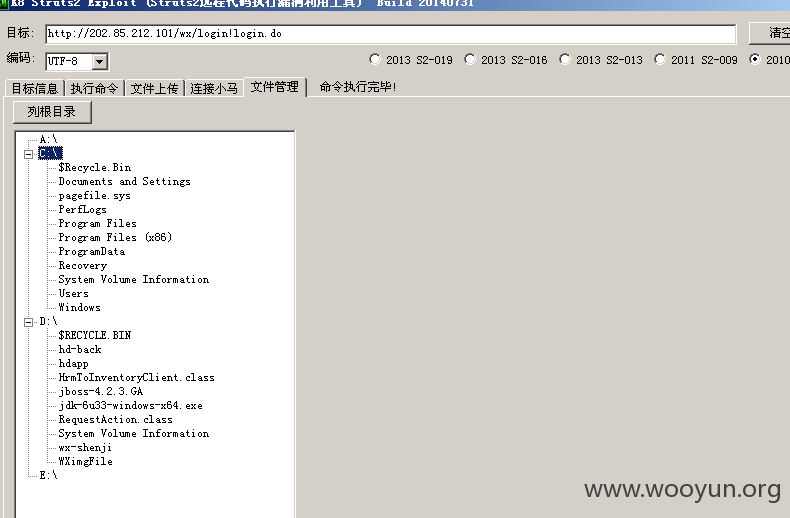 K8 Struts2 Exploit (Struts2远程代码执行漏洞利用工具) Build 20140731
目标: http://202.85.212.101/wx/login!login.do 清空
编码: UTF-8 2013 S2-019 2013 S2-016 2013 S2-013 2011 S2-009 2010
目标信息 执行命令 文件上传 连接小马 文件管理 命令执行完毕!
列根目录
A:\
C:\
$Recycle.Bin
Documents and Settings
pagefile.sys
PerfLogs
Program Files
Program Files (x86)
ProgramData
Recovery
System Volume Information
Users
Windows
D:\
$RECYCLE.BIN
hd-back
hdapp
HrmToInventoryClient.class
jboss-4.2.3.GA
jdk-6u33-windows-x64.exe
RequestAction.class
System Volume Information
wx-shenji
WXimgFile
E:\
www.wooyun.org